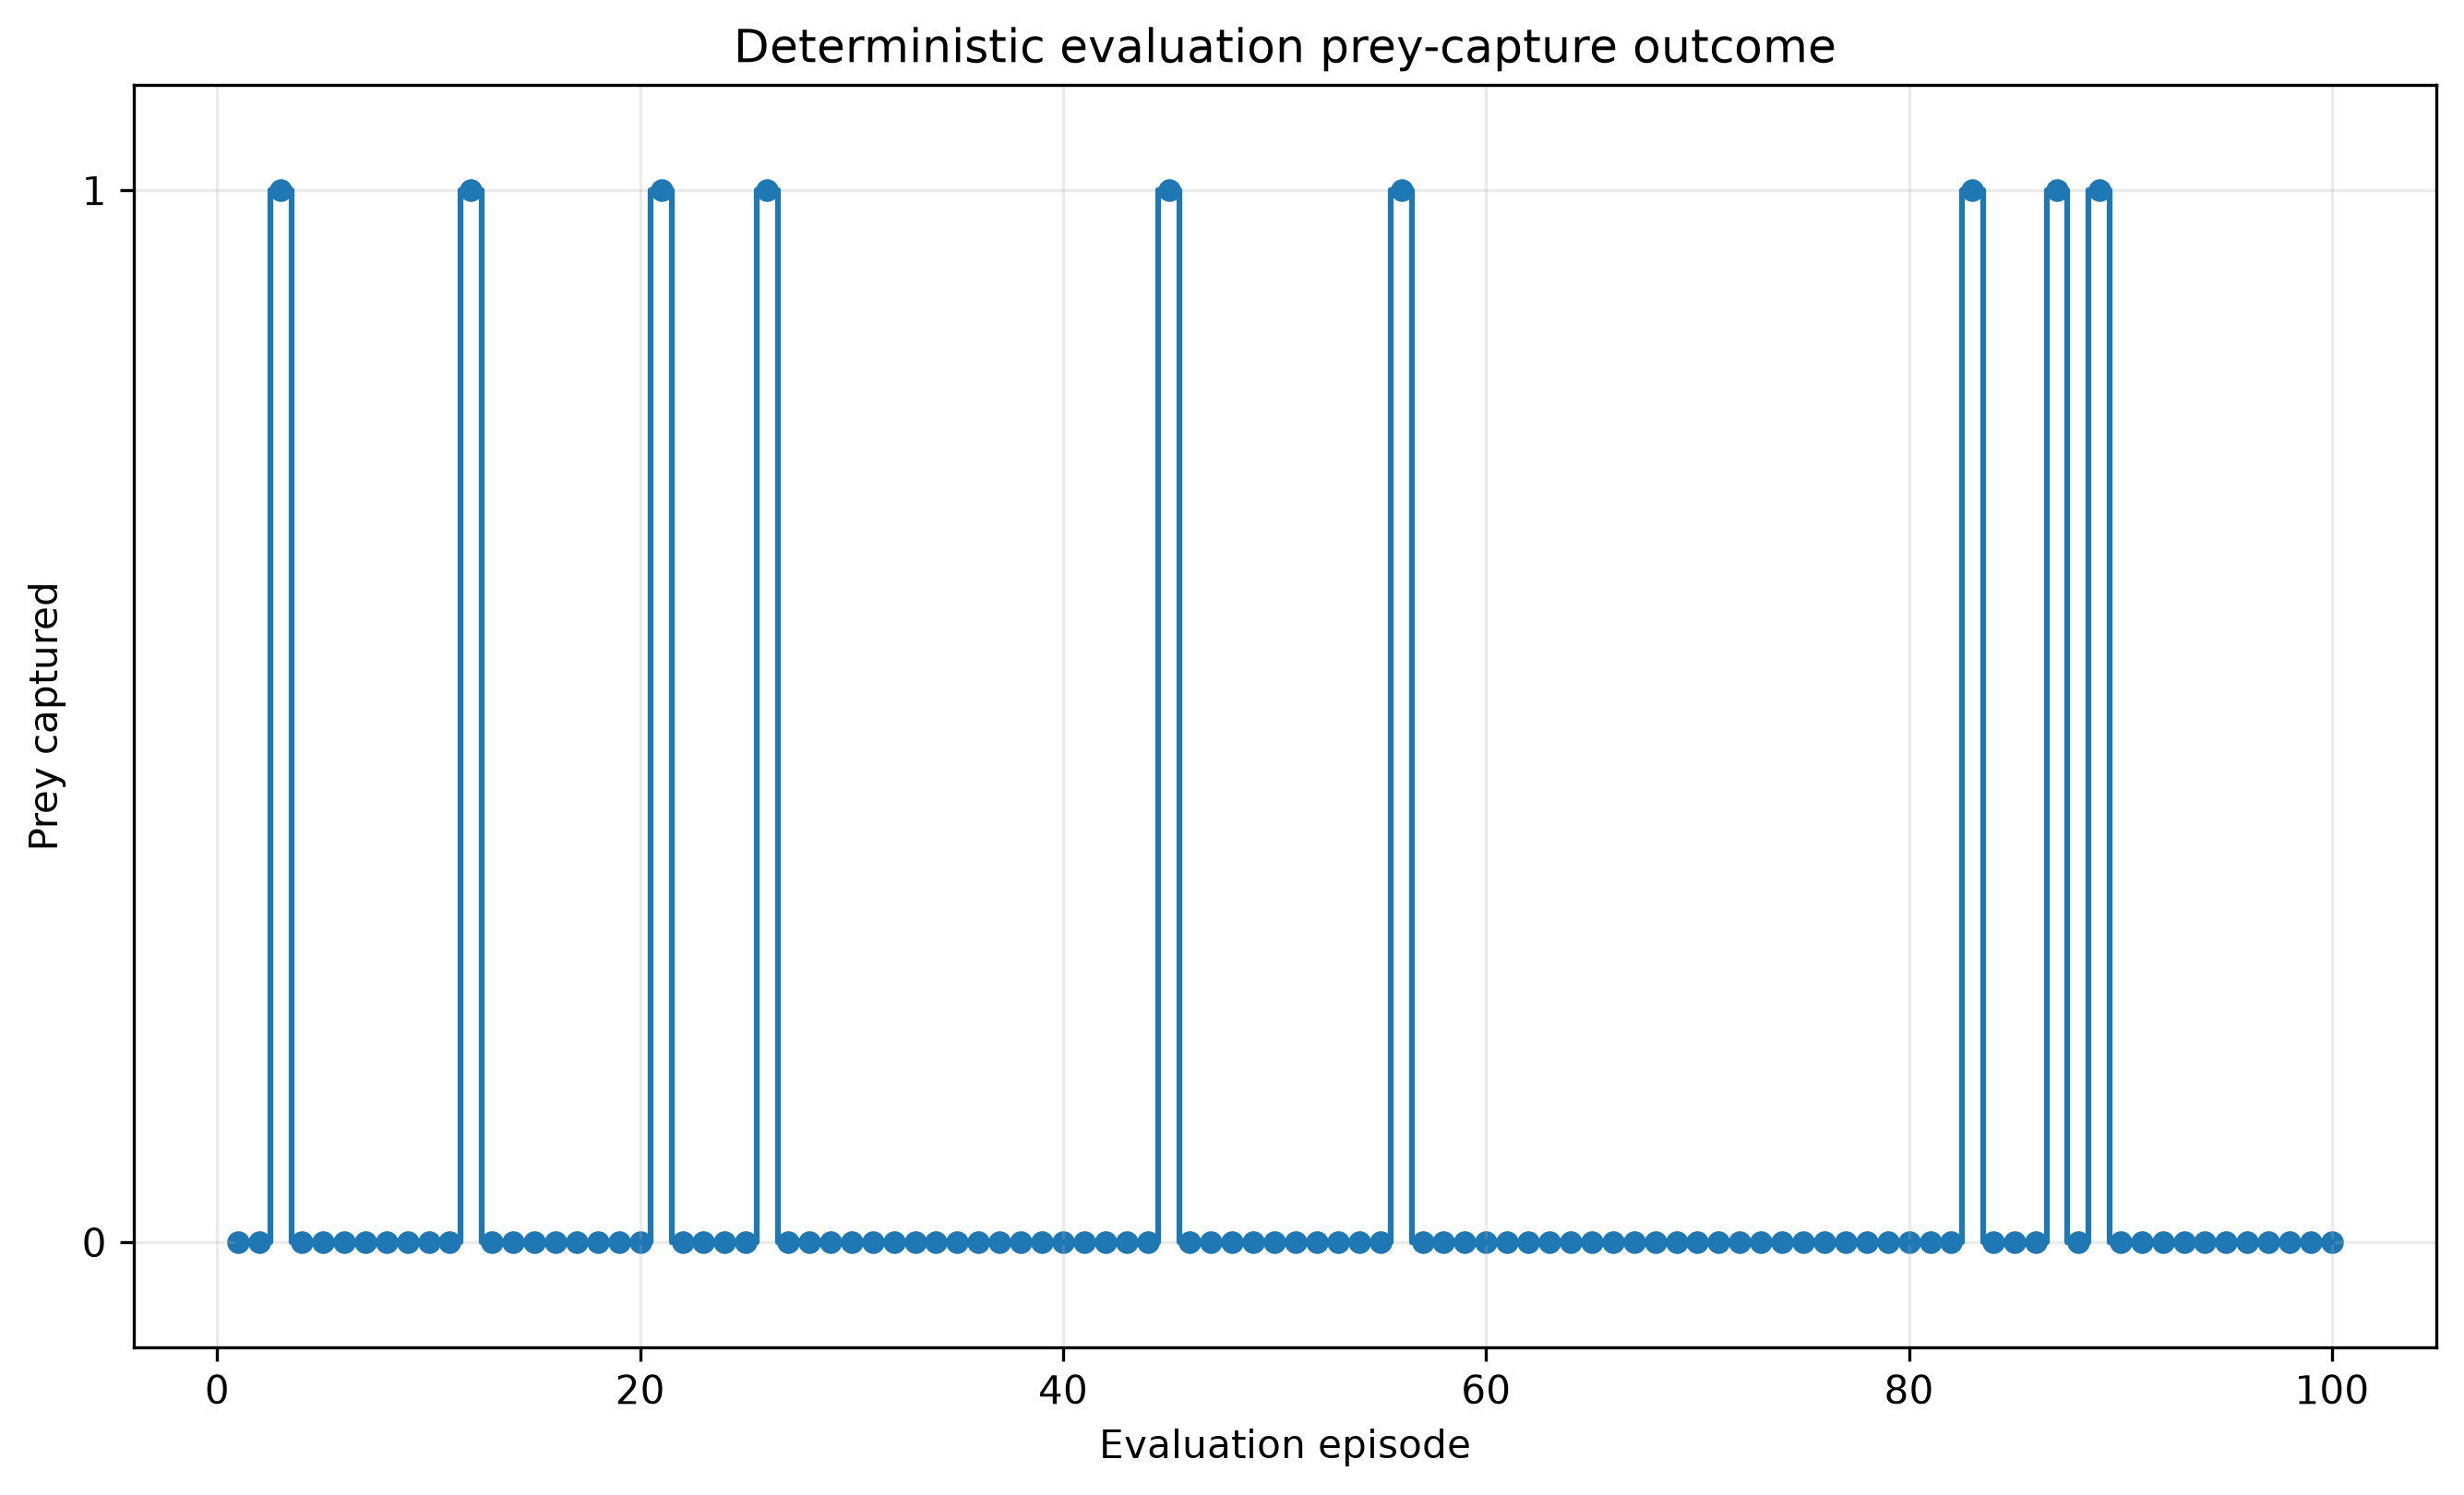 Deterministic evaluation prey-capture outcome
Prey captured
1
0
0 20 40 60 80 100
Evaluation episode